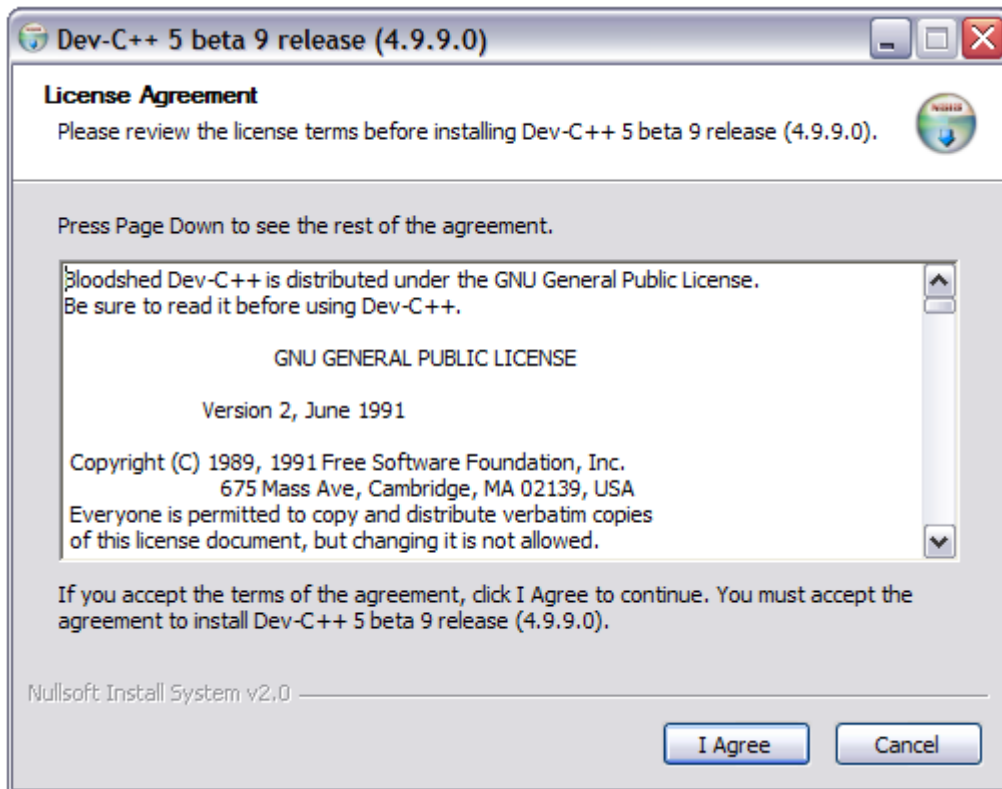 Dev-C++ 5 beta 9 release (4.9.9.0)
License Agreement
Please review the license terms before installing Dev-C++ 5 beta 9 release (4.9.9.0).
Press Page Down to see the rest of the agreement.
Bloodshed Dev-C++ is distributed under the GNU General Public License.
Be sure to read it before using Dev-C++.
GNU GENERAL PUBLIC LICENSE
Version 2, June 1991
Copyright (C) 1989, 1991 Free Software Foundation, Inc.
675 Mass Ave, Cambridge, MA 02139, USA
Everyone is permitted to copy and distribute verbatim copies
of this license document, but changing it is not allowed.
If you accept the terms of the agreement, click I Agree to continue. You must accept the
agreement to install Dev-C++ 5 beta 9 release (4.9.9.0).
Nullsoft Install System v2.0
I Agree
Cancel